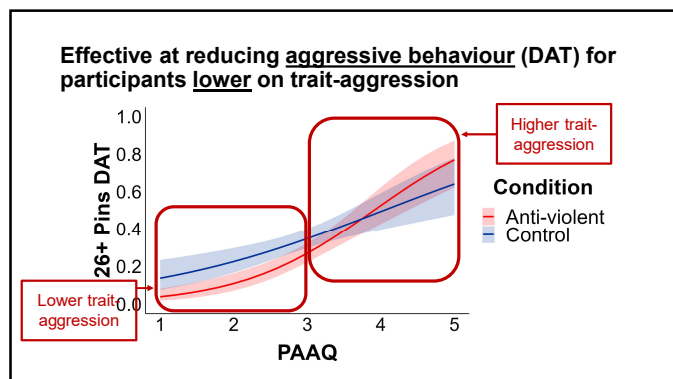 Effective at reducing aggressive behaviour (DAT) for
participants lower on trait-aggression
26+ Pins DAT
1.0
0.8
0.6
0.4
0.2
0.0
Higher trait-
aggression
Condition
Anti-violent
Control
Lower trait-
aggression
1 2 3 4 5
PAAQ